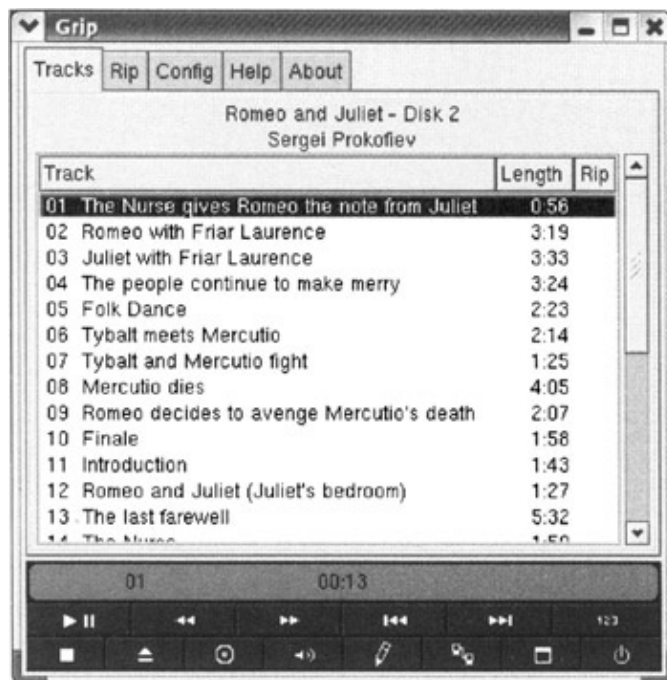 Grip
Tracks Rip Config Help About
Romeo and Juliet - Disk 2
Sergei Prokofiev
Track Length Rip
01 The Nurse gives Romeo the note from Juliet 0:56
02 Romeo with Friar Laurence 3:19
03 Juliet with Friar Laurence 3:33
04 The people continue to make merry 3:24
05 Folk Dance 2:23
06 Tybalt meets Mercutio 2:14
07 Tybalt and Mercutio fight 1:25
08 Mercutio dies 4:05
09 Romeo decides to avenge Mercutio's death 2:07
10 Finale 1:58
11 Introduction 1:43
12 Romeo and Juliet (Juliet's bedroom) 1:27
13 The last farewell 5:32
14 The Nurse
01 00:13
123